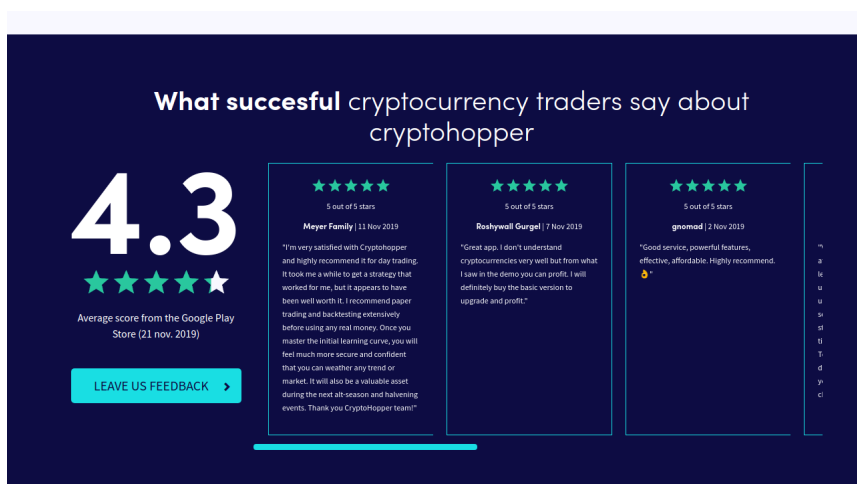 What succesful cryptocurrency traders say about
cryptohopper
4.3
Average score from the Google Play
Store (21 nov. 2019)
LEAVE US FEEDBACK
5 out of 5 stars
Meyer Family | 11 Nov 2019
"I'm very satisfied with Cryptohopper
and highly recommend it for day trading.
It took me a while to get a strategy that
worked for me, but it appears to have
been well worth it. I recommend paper
trading and backtesting extensively
before using any real money. Once you
master the initial learning curve, you will
feel much more secure and confident
that you can weather any trend or
market. It will also be a valuable asset
during the next alt-season and halvening
events. Thank you CryptoHopper team!"
5 out of 5 stars
Roshywall Gurgel | 7 Nov 2019
"Great app. I don't understand
cryptocurrencies very well but from what
I saw in the demo you can profit. I will
definitely buy the basic version to
upgrade and profit."
5 out of 5 stars
gnomad | 2 Nov 2019
"Good service, powerful features,
effective, affordable. Highly recommend.
👌"